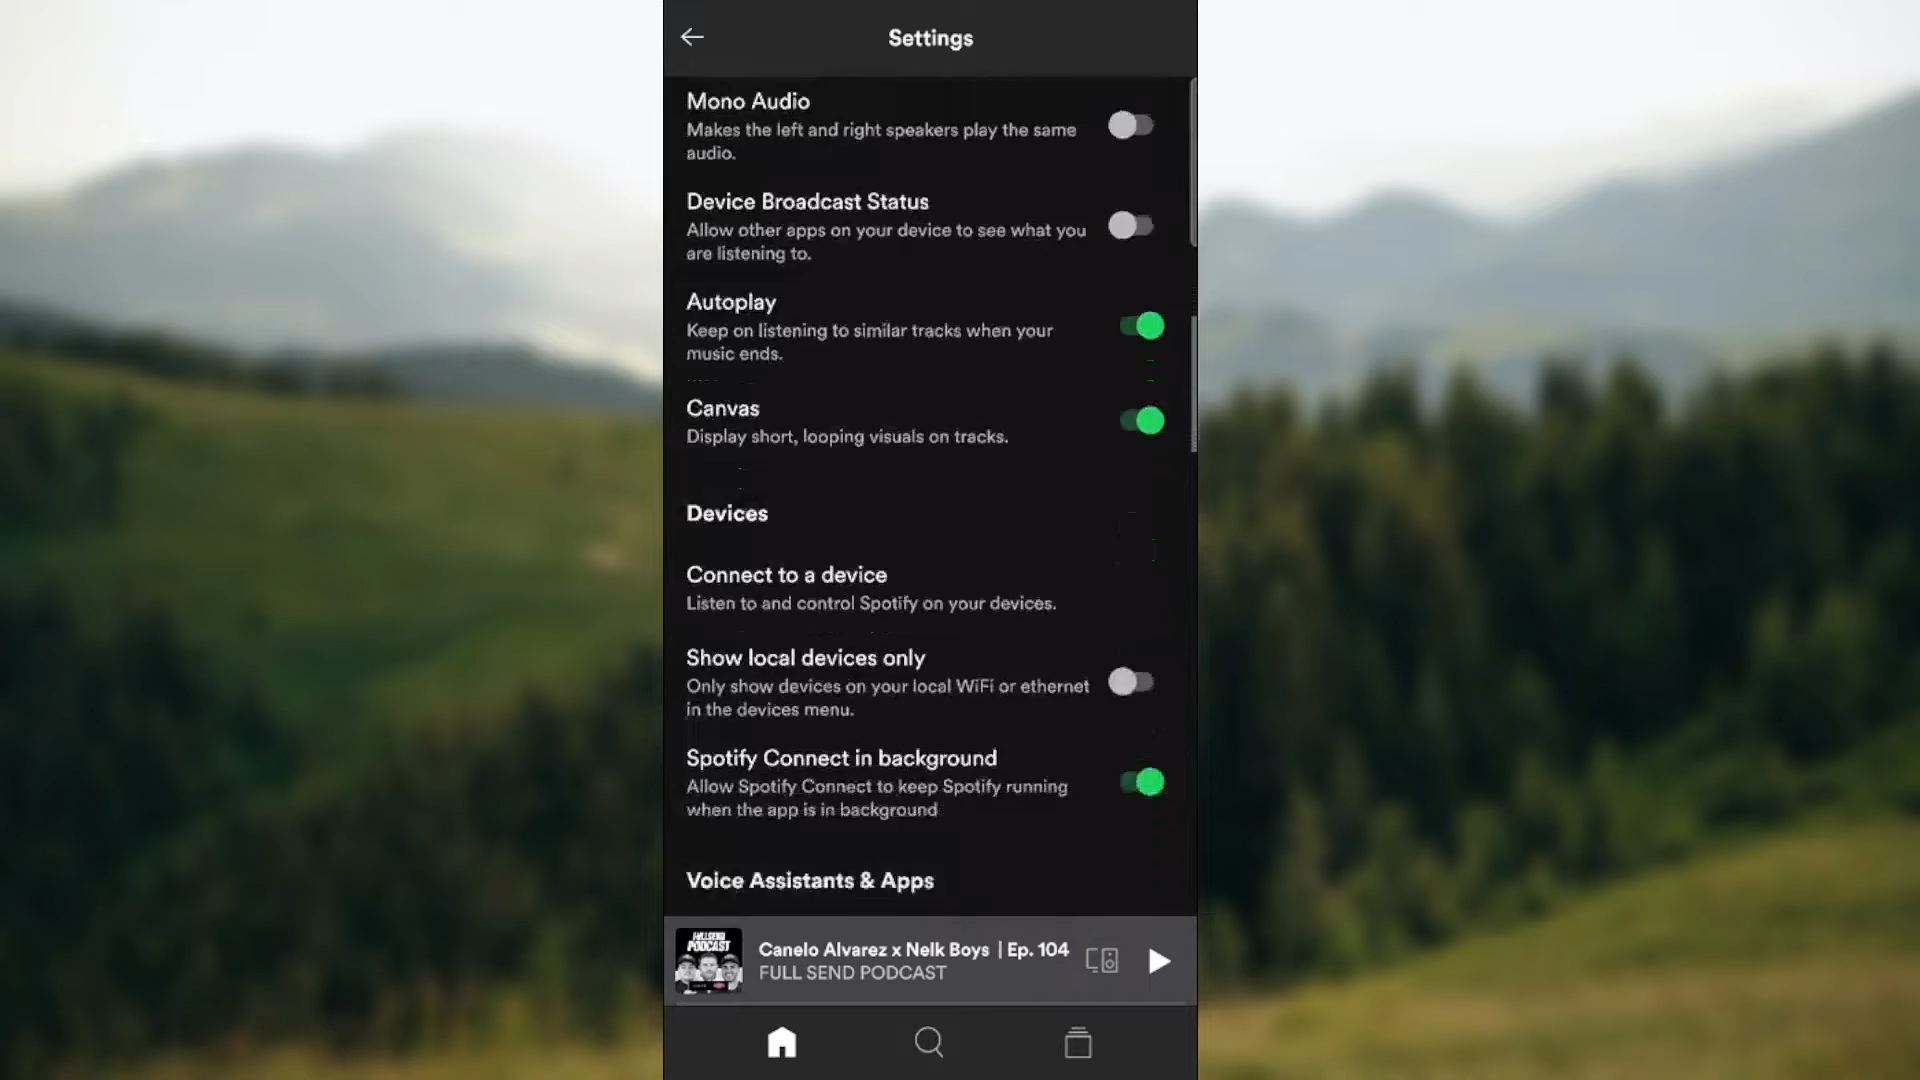 Settings
Mono Audio
Makes the left and right speakers play the same
audio.
Device Broadcast Status
Allow other apps on your device to see what you
are listening to.
Autoplay
Keep on listening to similar tracks when your
music ends.
Canvas
Display short, looping visuals on tracks.
Devices
Connect to a device
Listen to and control Spotify on your devices.
Show local devices only
Only show devices on your local WiFi or ethernet
in the devices menu.
Spotify Connect in background
Allow Spotify Connect to keep Spotify running
when the app is in background
Voice Assistants & Apps
FULL SEND
PODCAST
Canelo Alvarez x Nelk Boys | Ep. 104
FULL SEND PODCAST